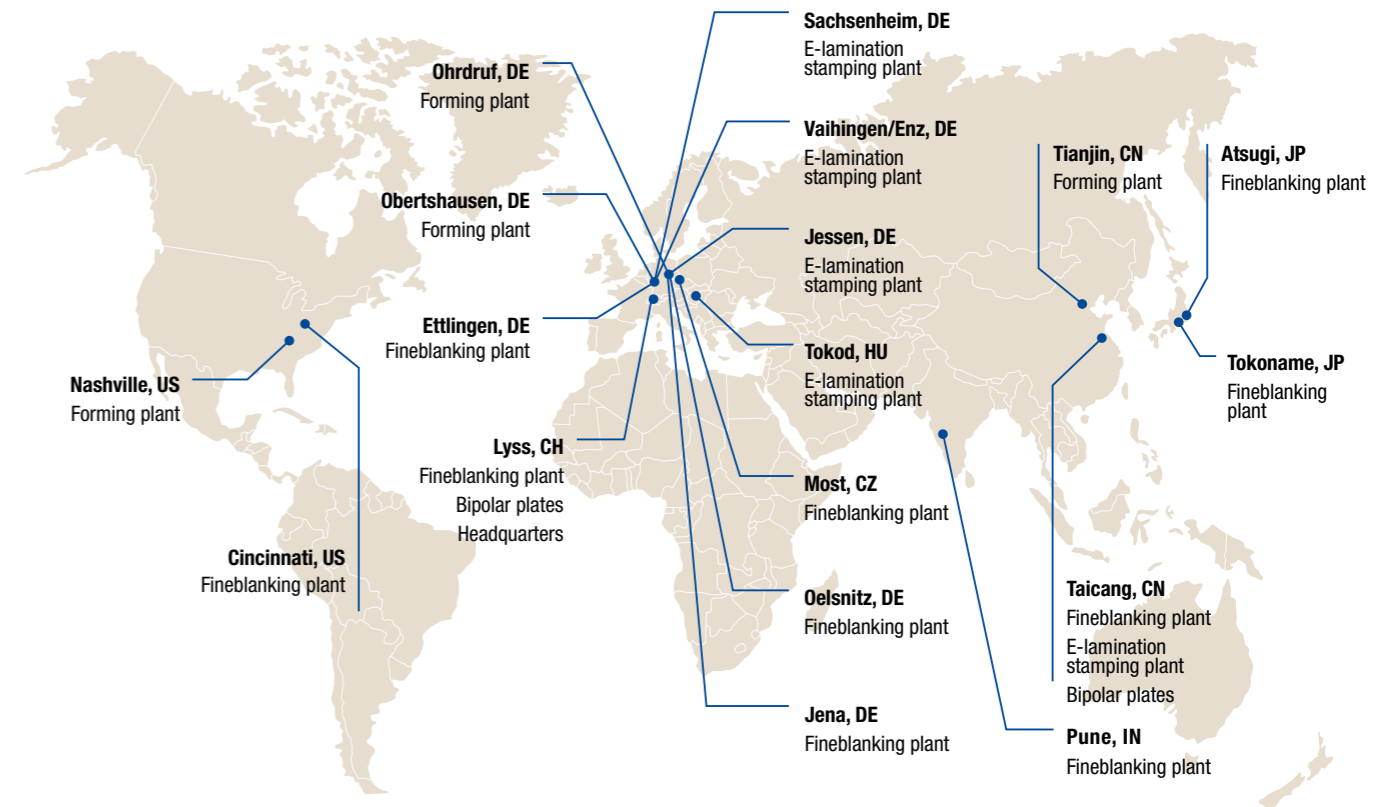 Sachsenheim, DE
E-lamination
stamping plant
Ohrdruf, DE
Forming plant
Vaihingen/Enz, DE
E-lamination
stamping plant
Tianjin, CN
Forming plant
Atsugi, JP
Fineblanking plant
Obertshausen, DE
Forming plant
Jessen, DE
E-lamination
stamping plant
Ettlingen, DE
Fineblanking plant
Tokod, HU
E-lamination
stamping plant
Tokoname, JP
Fineblanking
plant
Nashville, US
Forming plant
Lyss, CH
Fineblanking plant
Bipolar plates
Headquarters
Most, CZ
Fineblanking plant
Cincinnati, US
Fineblanking plant
Oelsnitz, DE
Fineblanking plant
Taicang, CN
Fineblanking plant
E-lamination
stamping plant
Bipolar plates
Jena, DE
Fineblanking plant
Pune, IN
Fineblanking plant